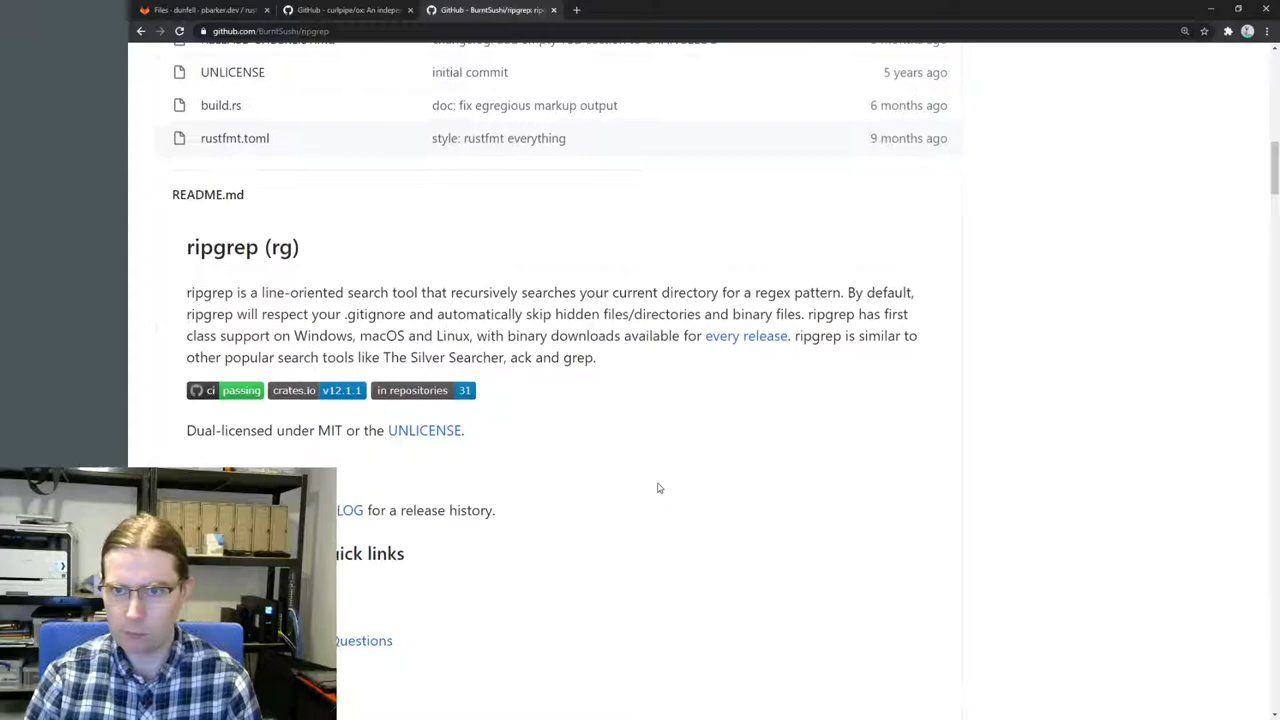 Files - dunfell - pbarker.dev / rust
GitHub - curlpipe/ox: An indepe
GitHub - BurntSushi/ripgrep: rip
github.com/BurntSushi/ripgrep
UNLICENSE initial commit 5 years ago
build.rs doc: fix egregious markup output 6 months ago
rustfmt.toml style: rustfmt everything 9 months ago
README.md
ripgrep (rg)
ripgrep is a line-oriented search tool that recursively searches your current directory for a regex pattern. By default,
ripgrep will respect your .gitignore and automatically skip hidden files/directories and binary files. ripgrep has first
class support on Windows, macOS and Linux, with binary downloads available for every release. ripgrep is similar to
other popular search tools like The Silver Searcher, ack and grep.
ci passing crates.io v12.1.1 in repositories 31
Dual-licensed under MIT or the UNLICENSE.
LOG for a release history.
uick links
Questions